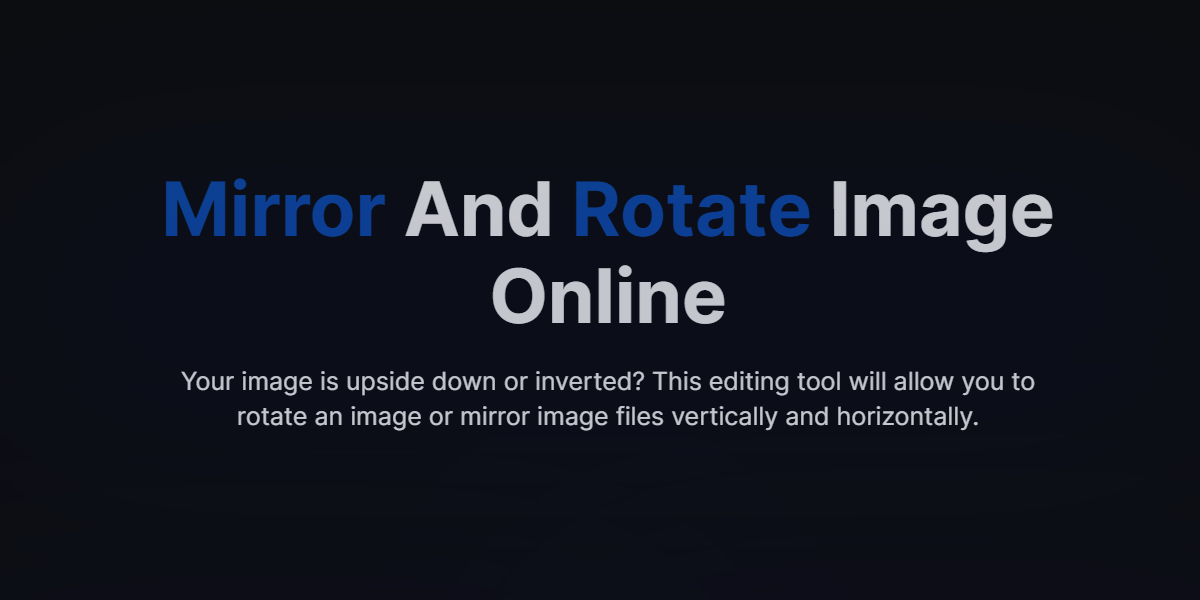 Mirror And Rotate Image
Online
Your image is upside down or inverted? This editing tool will allow you to
rotate an image or mirror image files vertically and horizontally.